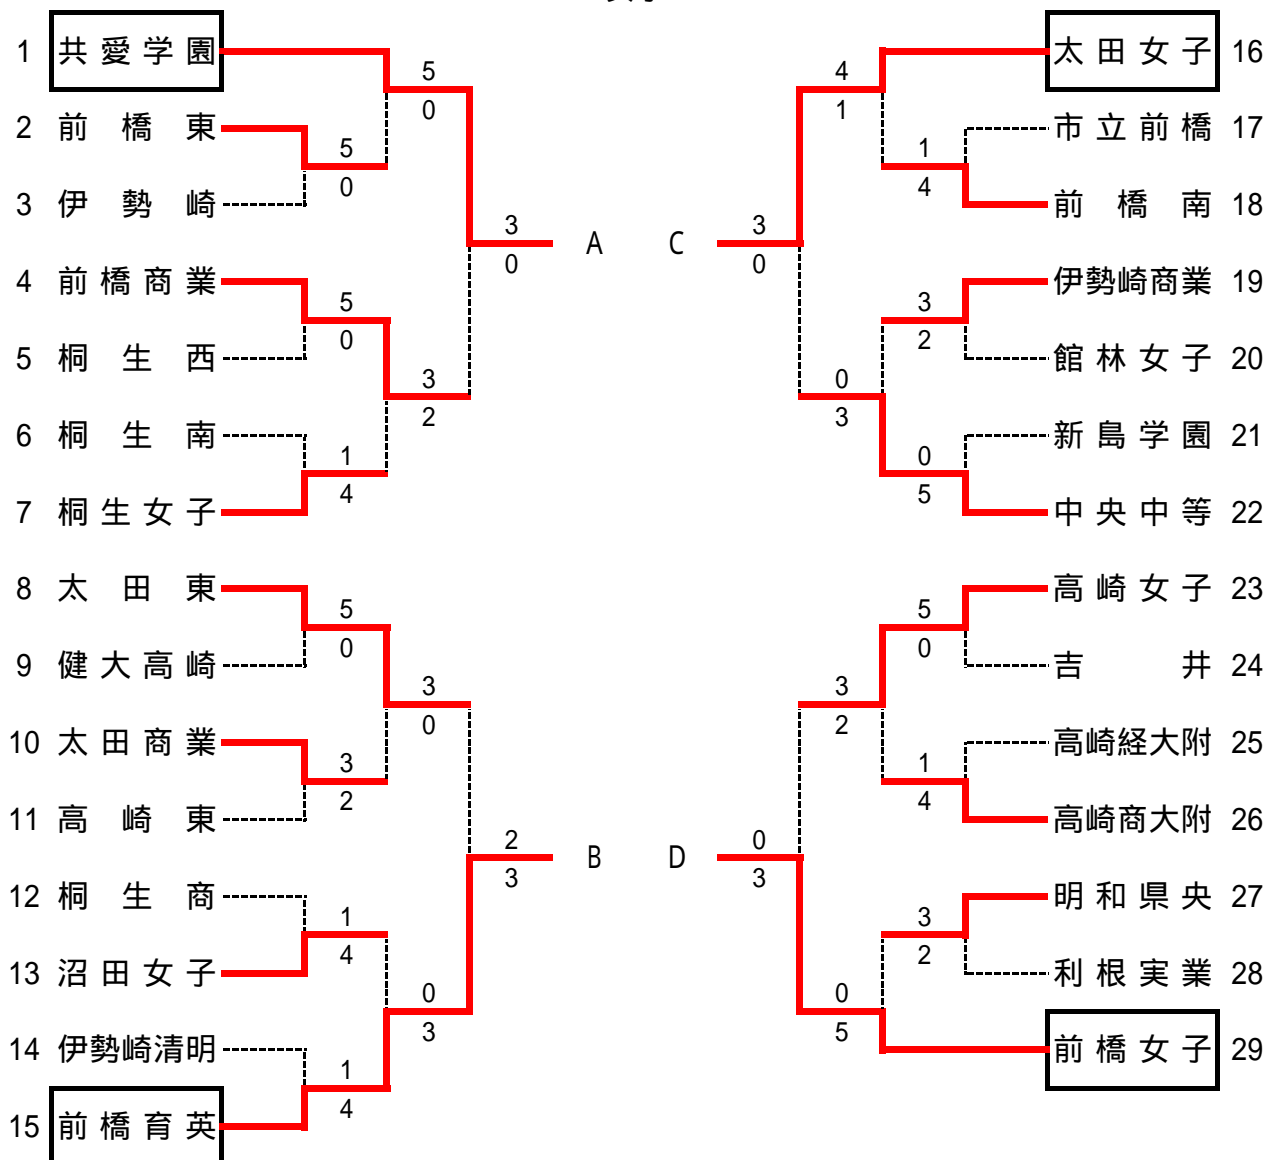 1 共愛学園
5
0
2 前橋東
5
0
3 伊勢崎
3
0
A
4 前橋商業
5
0
5 桐生西
3
2
6 桐生南
1
4
7 桐生女子
8 太田東
5
0
9 健大高崎
3
0
10 太田商業
3
2
11 高崎東
2
3
B
12 桐生商
1
4
13 沼田女子
0
3
14 伊勢崎清明
1
4
15 前橋育英
太田女子 16
4
1
市立前橋 17
1
4
前橋南 18
C
3
0
伊勢崎商業 19
3
2
館林女子 20
0
3
新島学園 21
0
5
中央中等 22
高崎女子 23
5
0
吉井 24
3
2
高崎経大附 25
1
4
高崎商大附 26
D
0
3
明和県央 27
3
2
利根実業 28
0
5
前橋女子 29